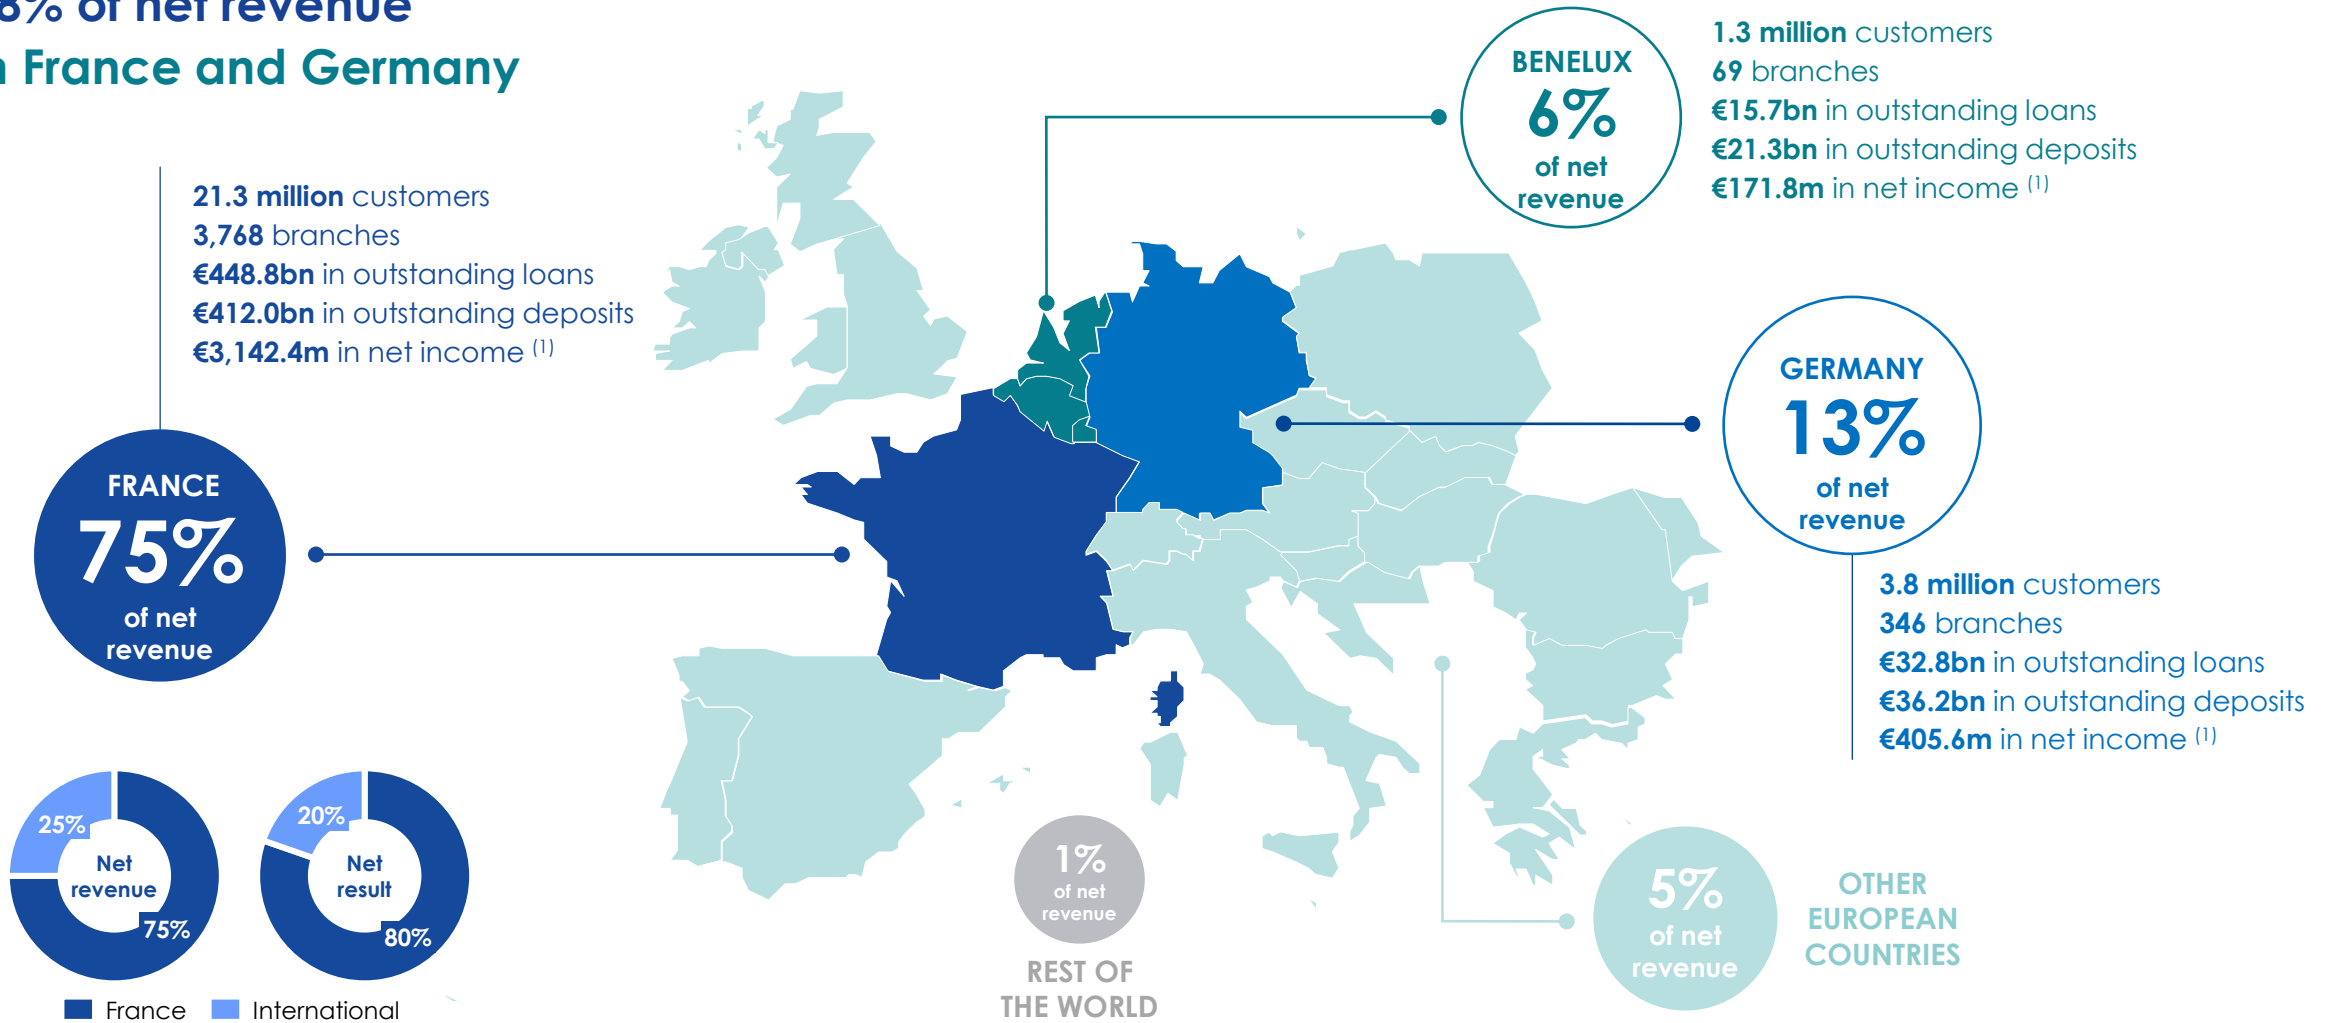 8% of net revenue
France and Germany
21.3 million customers
3,768 branches
€448.8bn in outstanding loans
€412.0bn in outstanding deposits
€3,142.4m in net income (1)
FRANCE
75%
of net
revenue
BENELUX
6%
of net
revenue
1.3 million customers
69 branches
€15.7bn in outstanding loans
€21.3bn in outstanding deposits
€171.8m in net income (1)
GERMANY
13%
of net
revenue
3.8 million customers
346 branches
€32.8bn in outstanding loans
€36.2bn in outstanding deposits
€405.6m in net income (1)
25%
Net
revenue
75%
20%
Net
result
80%
France
International
1%
of net
revenue
REST OF
THE WORLD
5%
of net
revenue
OTHER
EUROPEAN
COUNTRIES